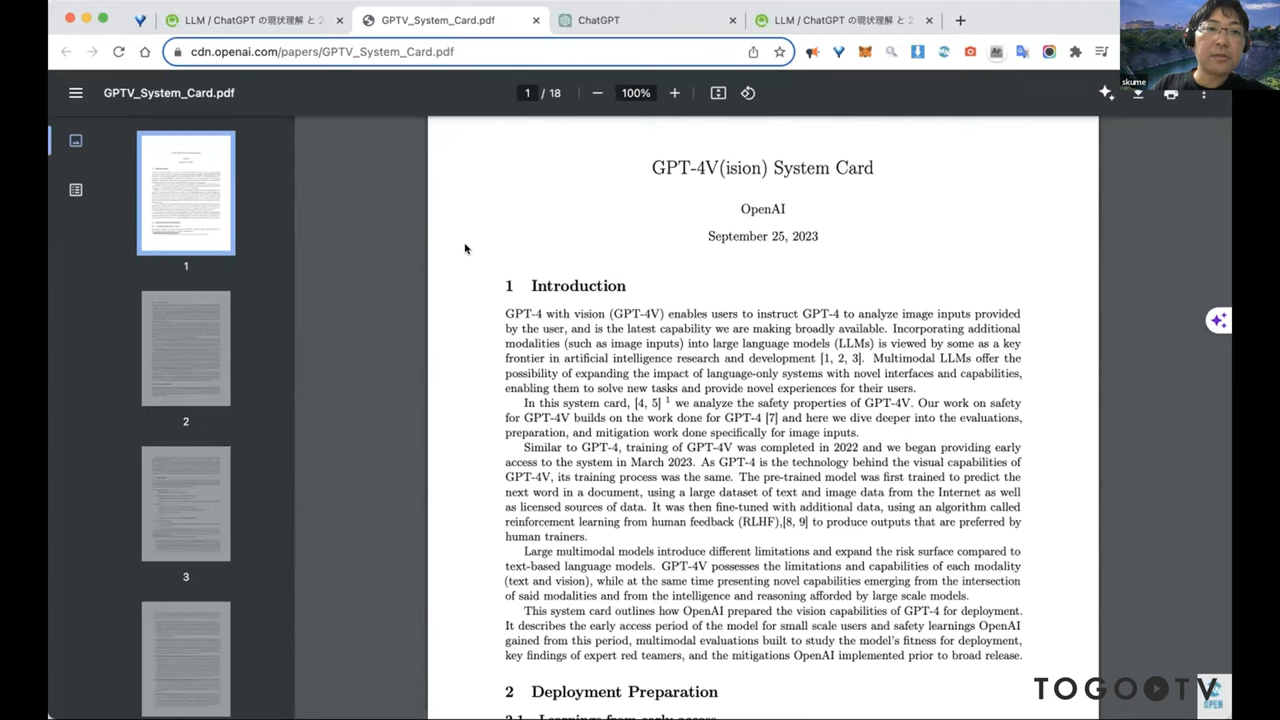 LLM / ChatGPT の現状理解 と 2
GPTV_System_Card.pdf
ChatGPT
LLM / ChatGPT の現状理解 と 2
cdn.openai.com/papers/GPTV_System_Card.pdf
skume
GPTV_System_Card.pdf
1 / 18
100%
1
2
3
GPT-4V(ision) System Card
OpenAI
September 25, 2023
1 Introduction
GPT-4 with vision (GPT-4V) enables users to instruct GPT-4 to analyze image inputs provided
by the user, and is the latest capability we are making broadly available. Incorporating additional
modalities (such as image inputs) into large language models (LLMs) is viewed by some as a key
frontier in artificial intelligence research and development [1, 2, 3]. Multimodal LLMs offer the
possibility of expanding the impact of language-only systems with novel interfaces and capabilities,
enabling them to solve new tasks and provide novel experiences for their users.
In this system card, [4, 5] 1 we analyze the safety properties of GPT-4V. Our work on safety
for GPT-4V builds on the work done for GPT-4 [7] and here we dive deeper into the evaluations,
preparation, and mitigation work done specifically for image inputs.
Similar to GPT-4, training of GPT-4V was completed in 2022 and we began providing early
access to the system in March 2023. As GPT-4 is the technology behind the visual capabilities of
GPT-4V, its training process was the same. The pre-trained model was first trained to predict the
next word in a document, using a large dataset of text and image data from the Internet as well
as licensed sources of data. It was then fine-tuned with additional data, using an algorithm called
reinforcement learning from human feedback (RLHF),[8, 9] to produce outputs that are preferred by
human trainers.
Large multimodal models introduce different limitations and expand the risk surface compared to
text-based language models. GPT-4V possesses the limitations and capabilities of each modality
(text and vision), while at the same time presenting novel capabilities emerging from the intersection
of said modalities and from the intelligence and reasoning afforded by large scale models.
This system card outlines how OpenAI prepared the vision capabilities of GPT-4 for deployment.
It describes the early access period of the model for small scale users and safety learnings OpenAI
gained from this period, multimodal evaluations built to study the model's fitness for deployment,
key findings of expert red teamers, and the mitigations OpenAI implemented prior to broad release.
2 Deployment Preparation
2.1 Learnings from early access
TOGO TV
OPEN